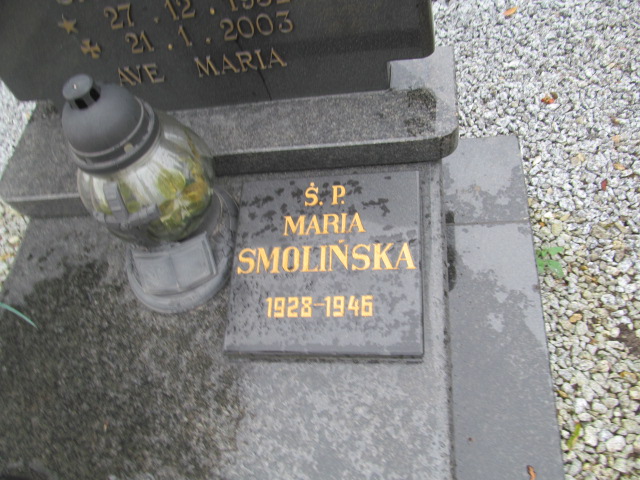 * 27.12.
✝ 21.1.2003
AVE MARIA
Ś. P.
MARIA
SMOLIŃSKA
1928-1946